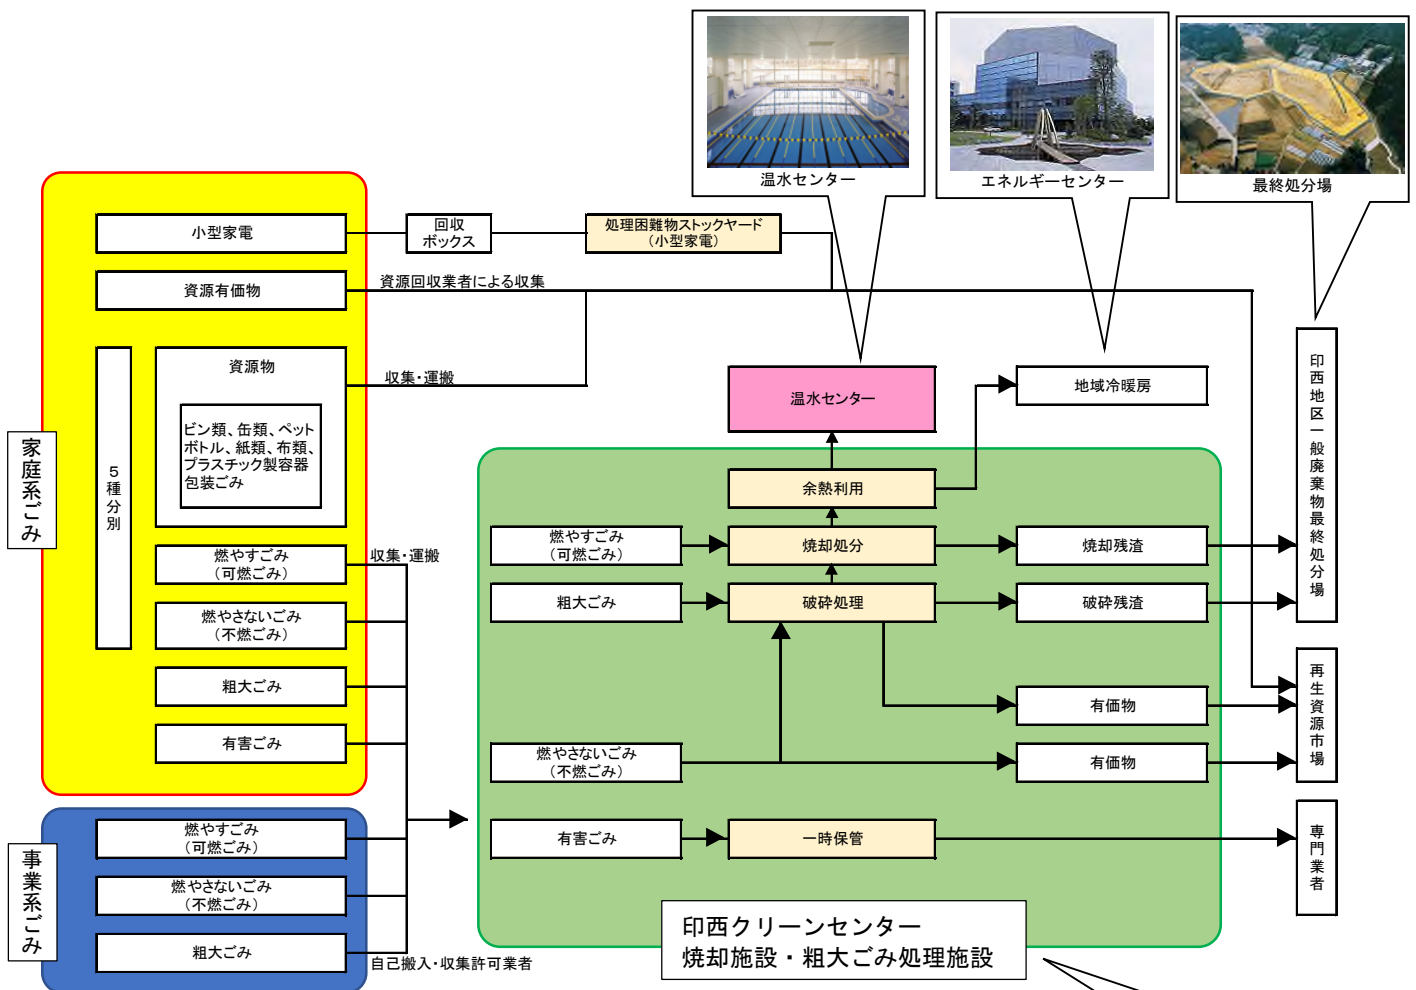 温水センター
エネルギーセンター
最終処分場
家庭系ごみ
小型家電
回収
ボックス
処理困難物ストックヤード
（小型家電）
資源有価物
資源回収業者による収集
5種分別
資源物
ビン類、缶類、ペット
ボトル、紙類、布類、
プラスチック製容器
包装ごみ
収集・運搬
燃やすごみ
（可燃ごみ）
収集・運搬
燃やさないごみ
（不燃ごみ）
粗大ごみ
有害ごみ
事業系ごみ
燃やすごみ
（可燃ごみ）
燃やさないごみ
（不燃ごみ）
粗大ごみ
自己搬入・収集許可業者
温水センター
地域冷暖房
余熱利用
燃やすごみ
（可燃ごみ）
焼却処分
焼却残渣
粗大ごみ
破砕処理
破砕残渣
有価物
燃やさないごみ
（不燃ごみ）
有価物
有害ごみ
一時保管
印西クリーンセンター
焼却施設・粗大ごみ処理施設
印西地区一般廃棄物最終処分場
再生資源市場
専門業者